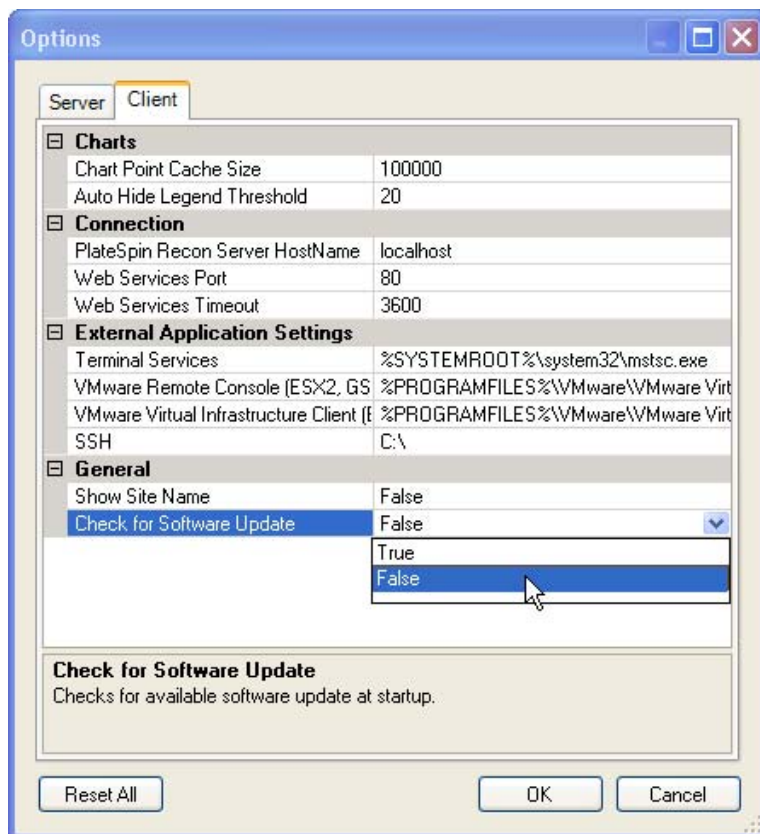 Options
Server Client
Charts
Chart Point Cache Size 100000
Auto Hide Legend Threshold 20
Connection
PlateSpin Recon Server HostName localhost
Web Services Port 80
Web Services Timeout 3600
External Application Settings
Terminal Services %SYSTEMROOT%\system32\mstsc.exe
VMware Remote Console (ESX2, GS %PROGRAMFILES%\VMware\VMware Virt
VMware Virtual Infrastructure Client (E %PROGRAMFILES%\VMware\VMware Virt
SSH C:\
General
Show Site Name False
Check for Software Update False
True
False
Check for Software Update
Checks for available software update at startup.
Reset All OK Cancel